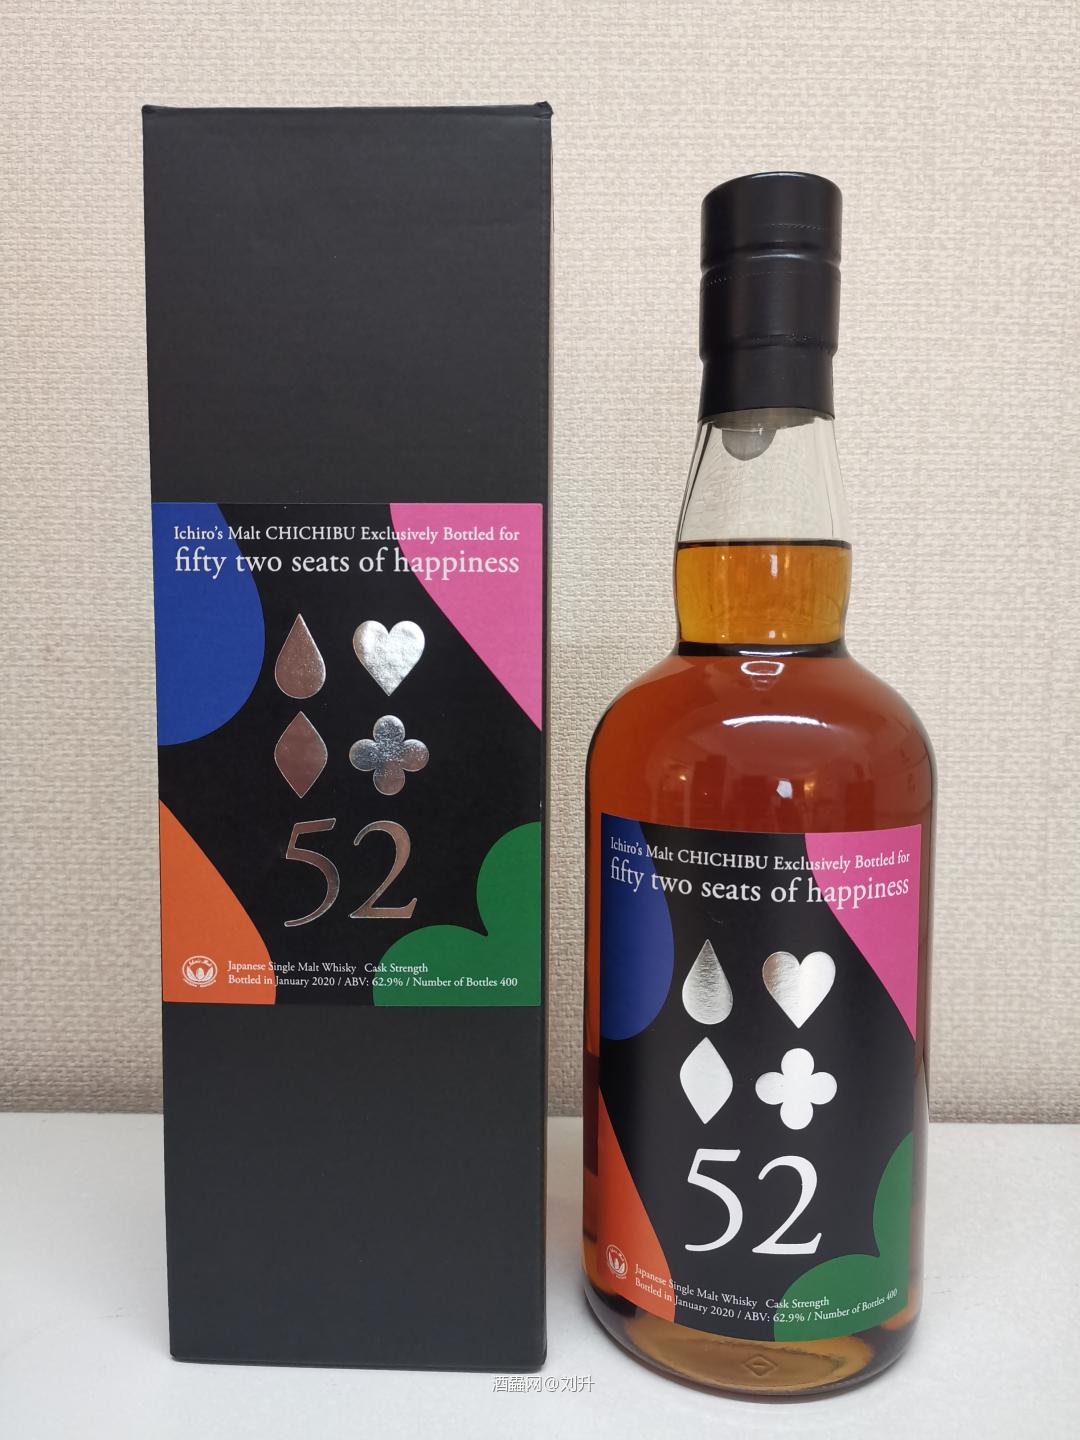 Ichiro's Malt CHICHIBU Exclusively Bottled for
fifty two seats of happiness
52
Japanese Single Malt Whisky Cask Strength
Bottled in January 2020 / ABV: 62.9% / Number of Bottles 400
Ichiro's Malt CHICHIBU Exclusively Bottled for
fifty two seats of happiness
52
Japanese Single Malt Whisky Cask Strength
Bottled in January 2020 / ABV: 62.9% / Number of Bottles 400
酒蟲网@刘升